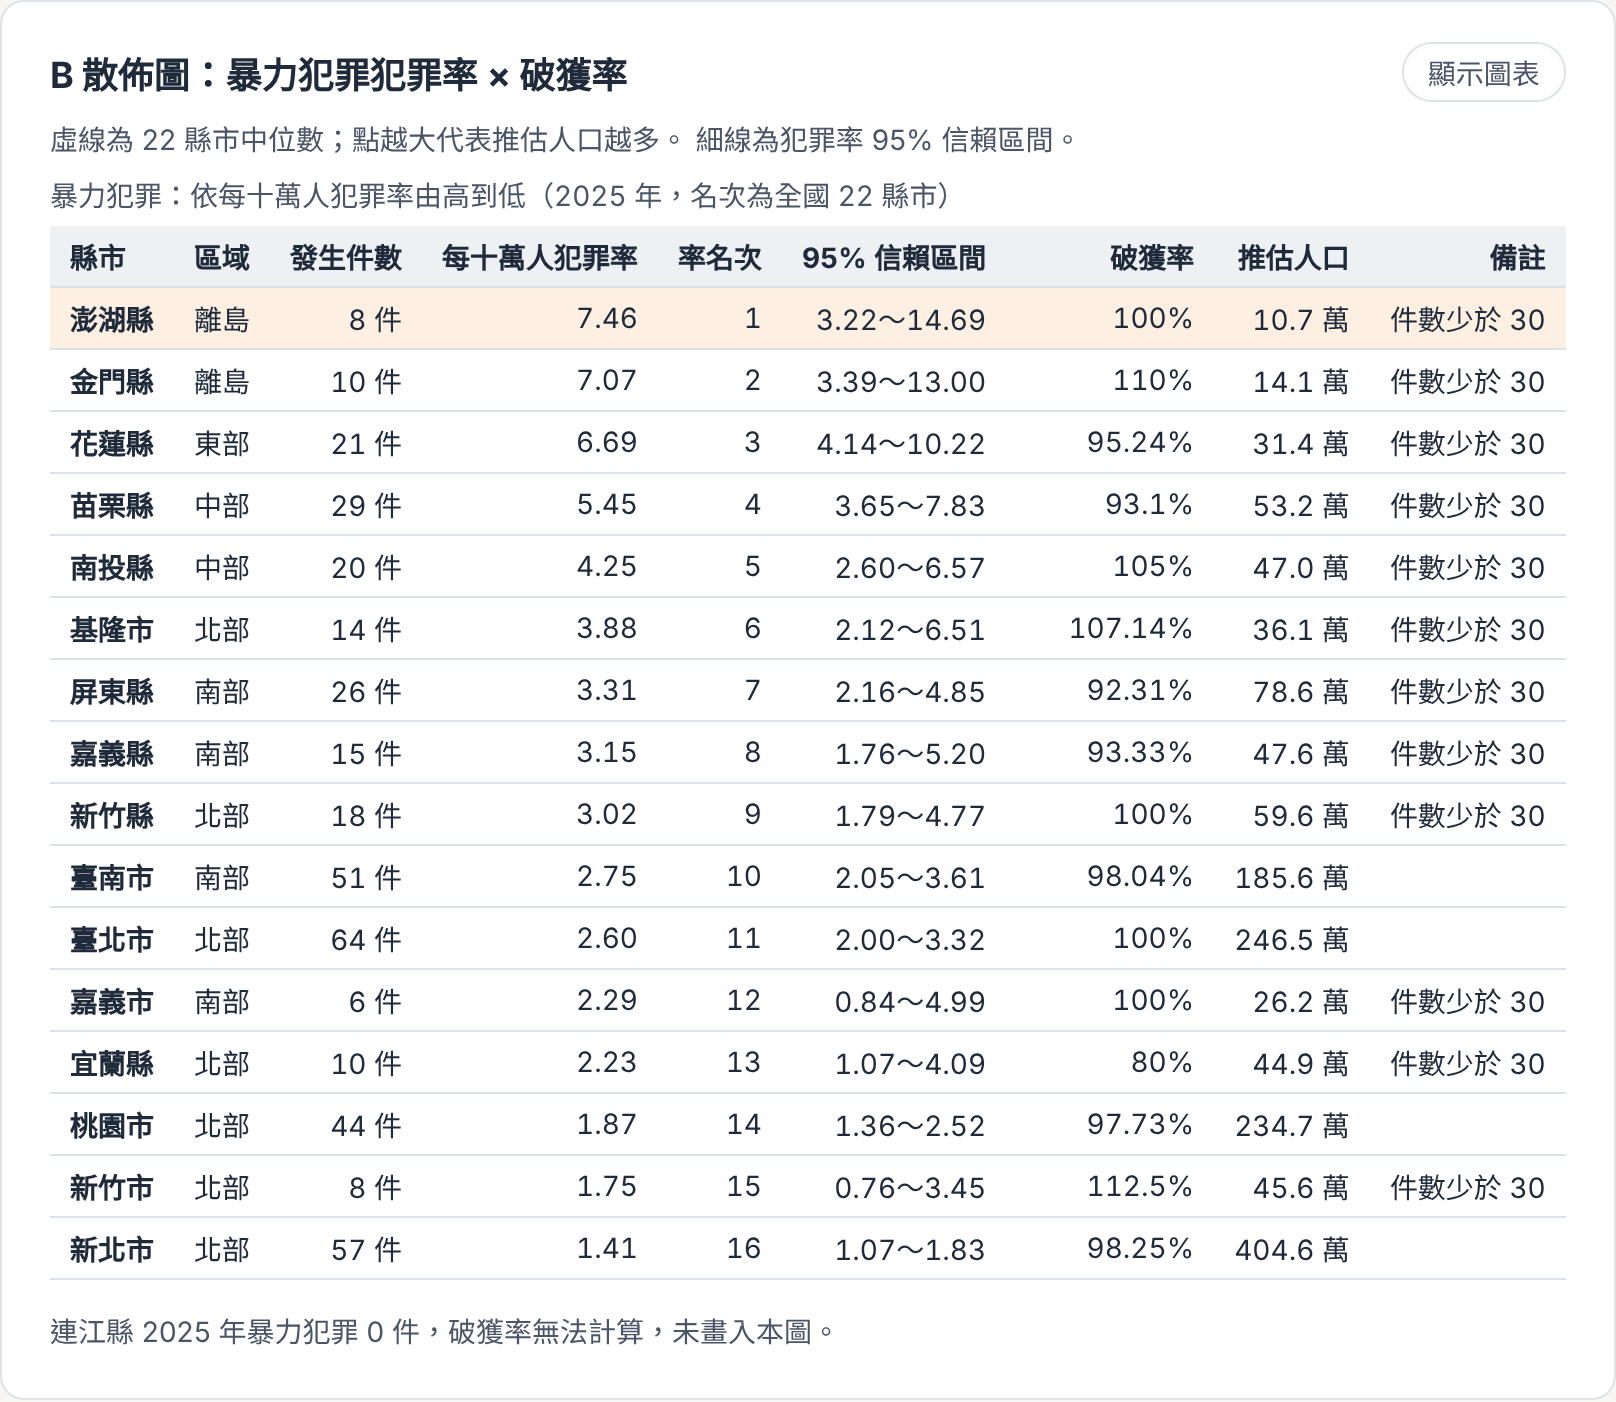 B 散佈圖：暴力犯罪犯罪率 × 破獲率
顯示圖表
虛線為 22 縣市中位數；點越大代表推估人口越多。 細線為犯罪率 95% 信賴區間。
暴力犯罪：依每十萬人犯罪率由高到低（2025 年，名次為全國 22 縣市）
縣市 區域 發生件數 每十萬人犯罪率 率名次 95% 信賴區間 破獲率 推估人口 備註
澎湖縣 離島 8 件 7.46 1 3.22～14.69 100% 10.7 萬 件數少於 30
金門縣 離島 10 件 7.07 2 3.39～13.00 110% 14.1 萬 件數少於 30
花蓮縣 東部 21 件 6.69 3 4.14～10.22 95.24% 31.4 萬 件數少於 30
苗栗縣 中部 29 件 5.45 4 3.65～7.83 93.1% 53.2 萬 件數少於 30
南投縣 中部 20 件 4.25 5 2.60～6.57 105% 47.0 萬 件數少於 30
基隆市 北部 14 件 3.88 6 2.12～6.51 107.14% 36.1 萬 件數少於 30
屏東縣 南部 26 件 3.31 7 2.16～4.85 92.31% 78.6 萬 件數少於 30
嘉義縣 南部 15 件 3.15 8 1.76～5.20 93.33% 47.6 萬 件數少於 30
新竹縣 北部 18 件 3.02 9 1.79～4.77 100% 59.6 萬 件數少於 30
臺南市 南部 51 件 2.75 10 2.05～3.61 98.04% 185.6 萬
臺北市 北部 64 件 2.60 11 2.00～3.32 100% 246.5 萬
嘉義市 南部 6 件 2.29 12 0.84～4.99 100% 26.2 萬 件數少於 30
宜蘭縣 北部 10 件 2.23 13 1.07～4.09 80% 44.9 萬 件數少於 30
桃園市 北部 44 件 1.87 14 1.36～2.52 97.73% 234.7 萬
新竹市 北部 8 件 1.75 15 0.76～3.45 112.5% 45.6 萬 件數少於 30
新北市 北部 57 件 1.41 16 1.07～1.83 98.25% 404.6 萬
連江縣 2025 年暴力犯罪 0 件，破獲率無法計算，未畫入本圖。